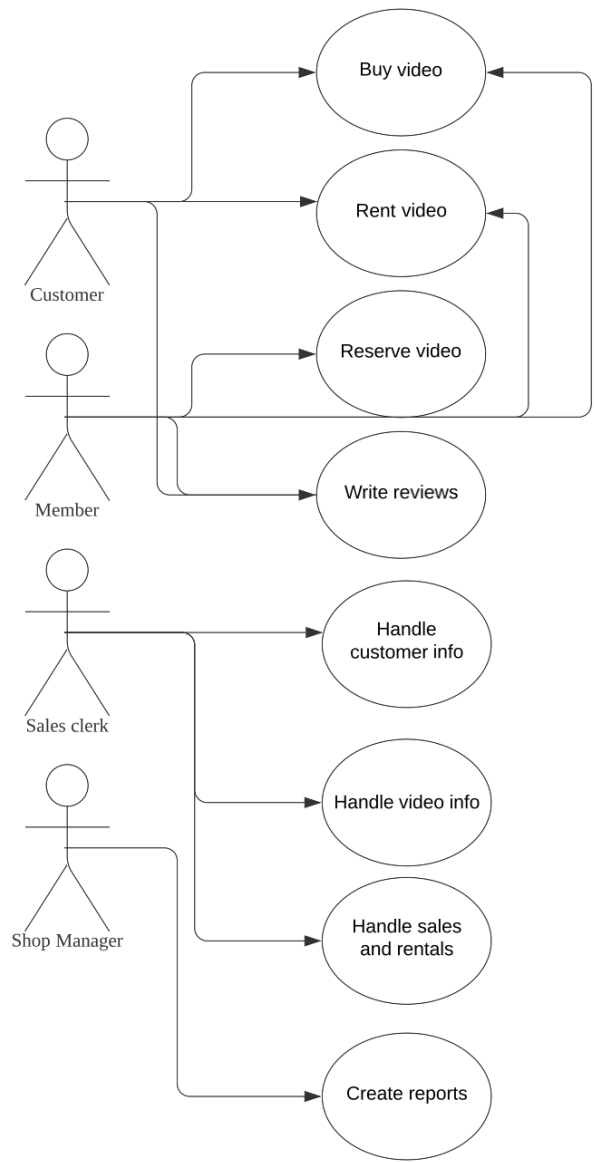 Buy video
Rent video
Customer
Reserve video
Write reviews
Member
Handle
customer info
Sales clerk
Handle video info
Handle sales
and rentals
Shop Manager
Create reports